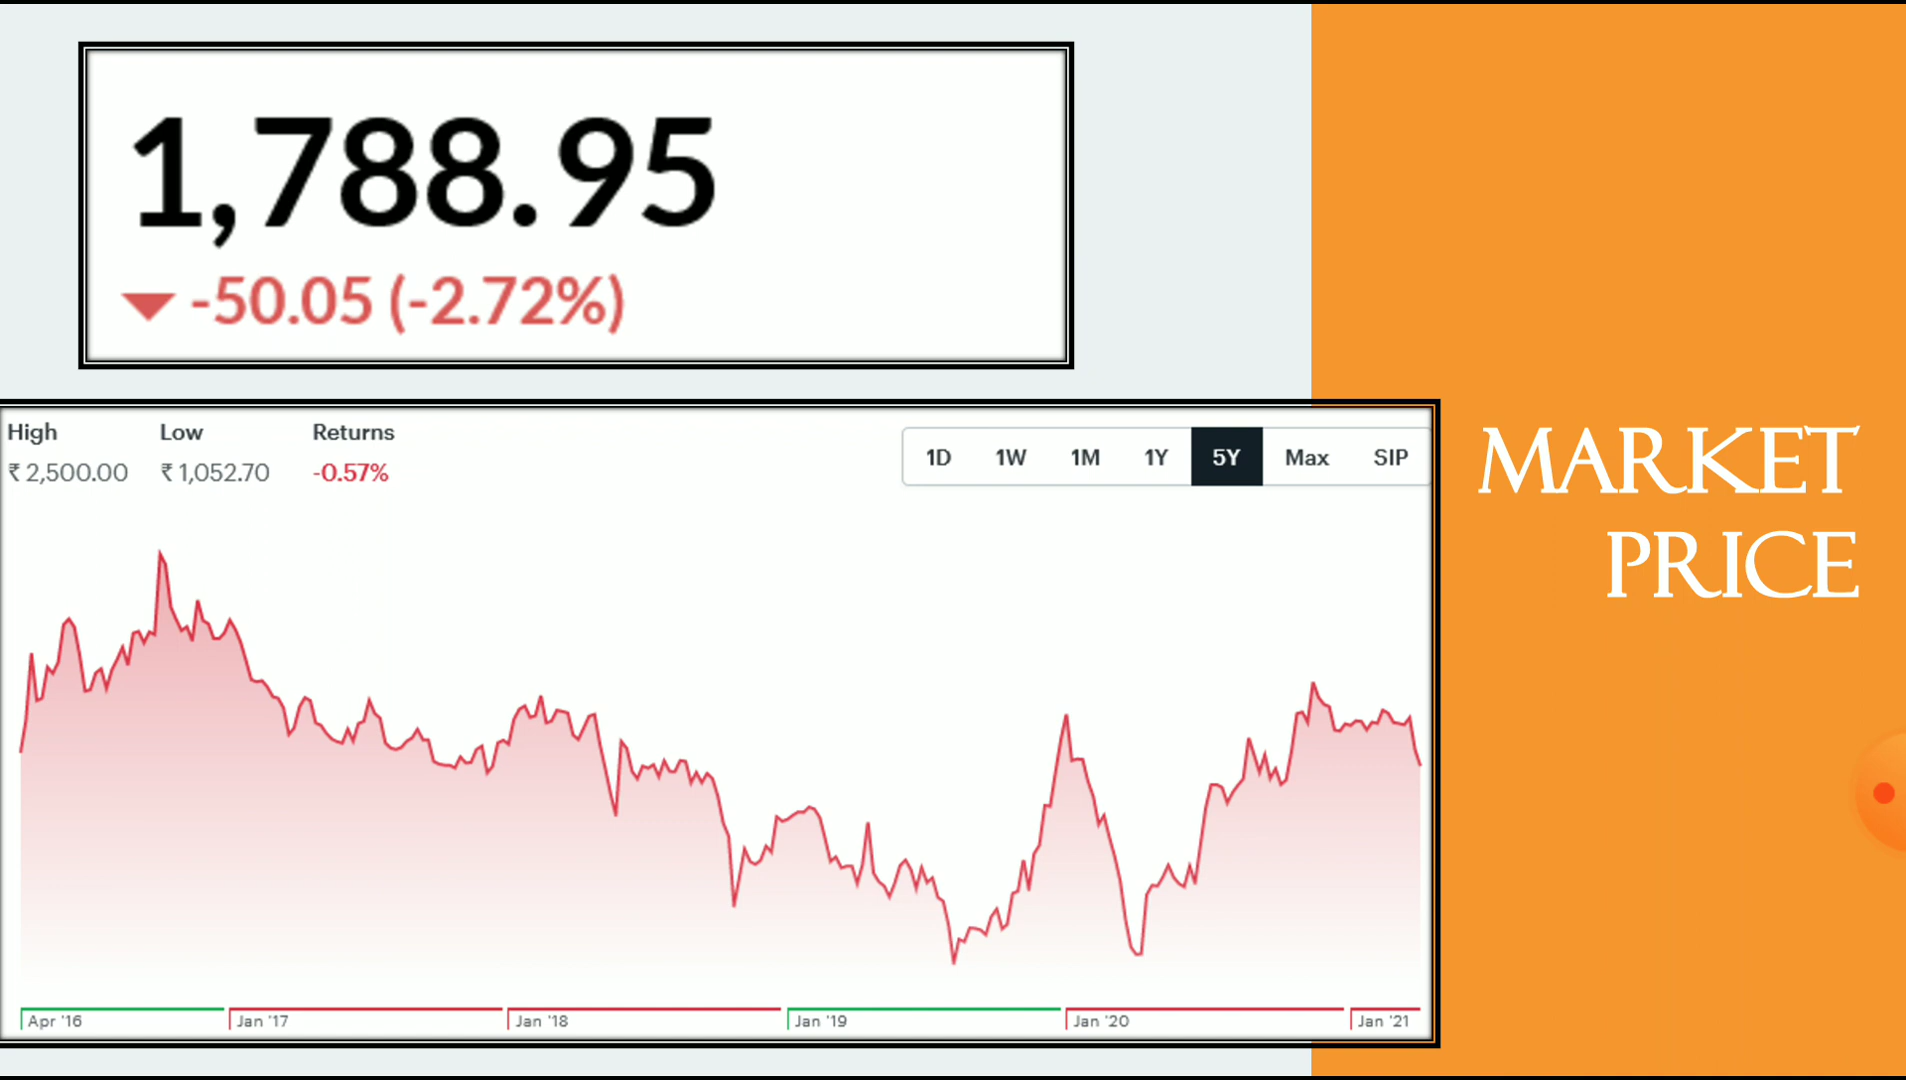 1,788.95
-50.05 (-2.72%)
High Low Returns
₹ 2,500.00 ₹ 1,052.70 -0.57%
1D 1W 1M 1Y 5Y Max SIP
MARKET
PRICE
Apr '16 Jan '17 Jan '18 Jan '19 Jan '20 Jan '21